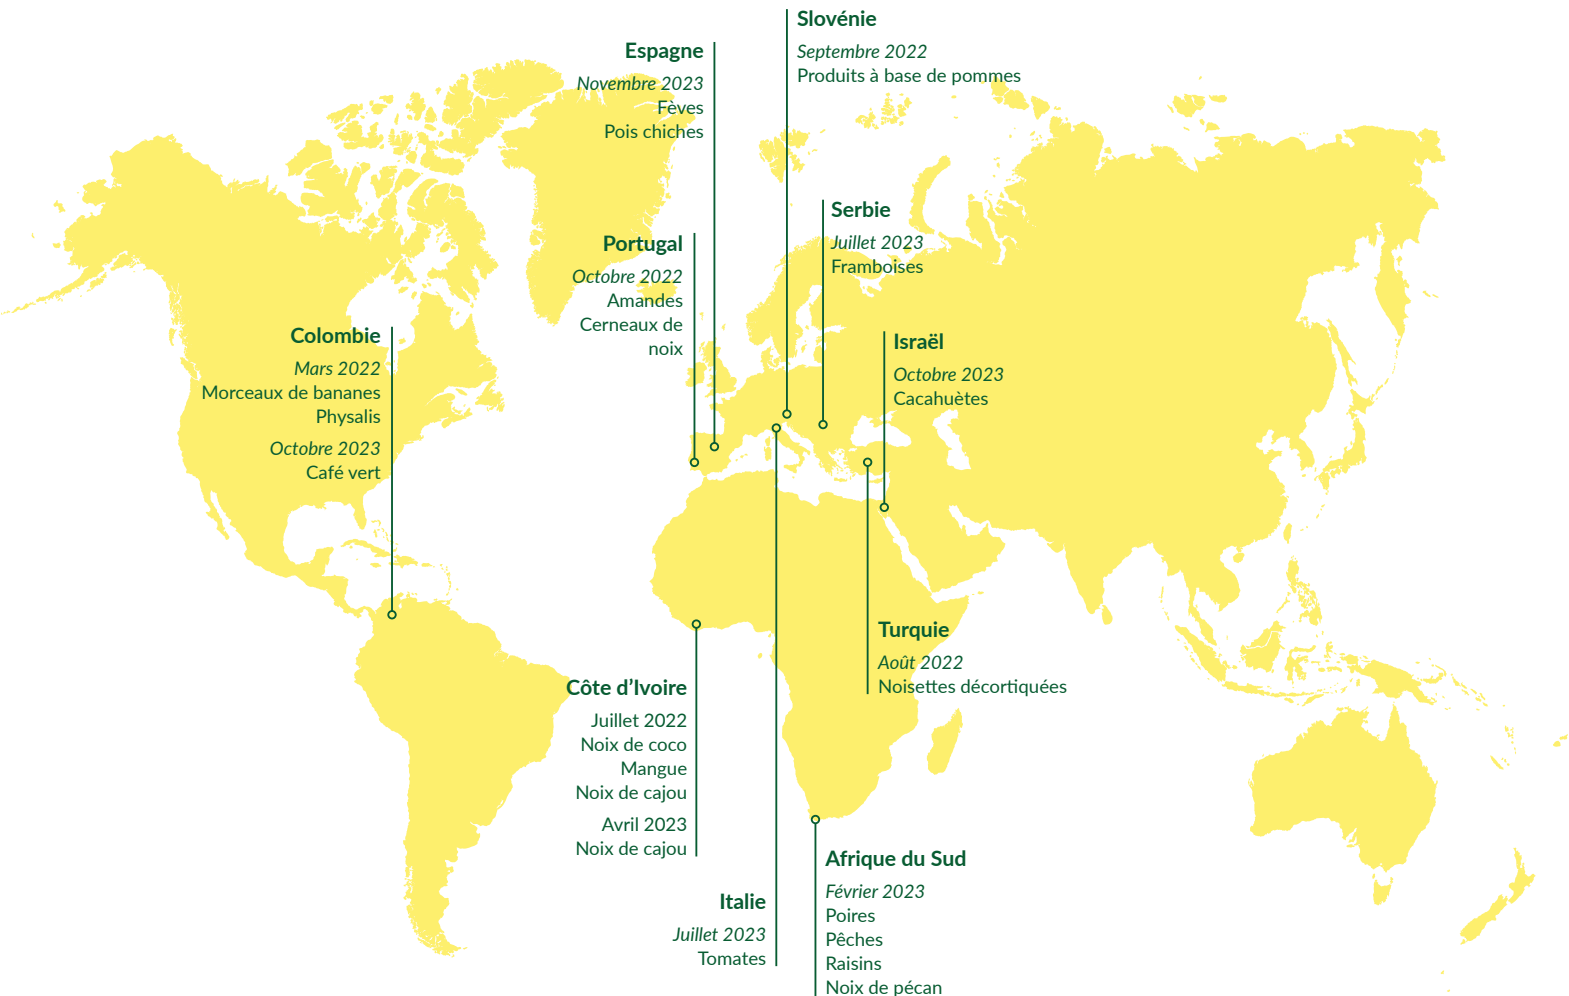 Slovénie
Septembre 2022
Produits à base de pommes
Espagne
Novembre 2023
Fèves
Pois chiches
Serbie
Juillet 2023
Framboises
Portugal
Octobre 2022
Amandes
Cerneaux de
noix
Colombie
Mars 2022
Morceaux de bananes
Physalis
Octobre 2023
Café vert
Israël
Octobre 2023
Cacahuètes
Turquie
Août 2022
Noisettes décortiquées
Côte d’Ivoire
Juillet 2022
Noix de coco
Mangue
Noix de cajou
Avril 2023
Noix de cajou
Italie
Juillet 2023
Tomates
Afrique du Sud
Février 2023
Poires
Pêches
Raisins
Noix de pécan